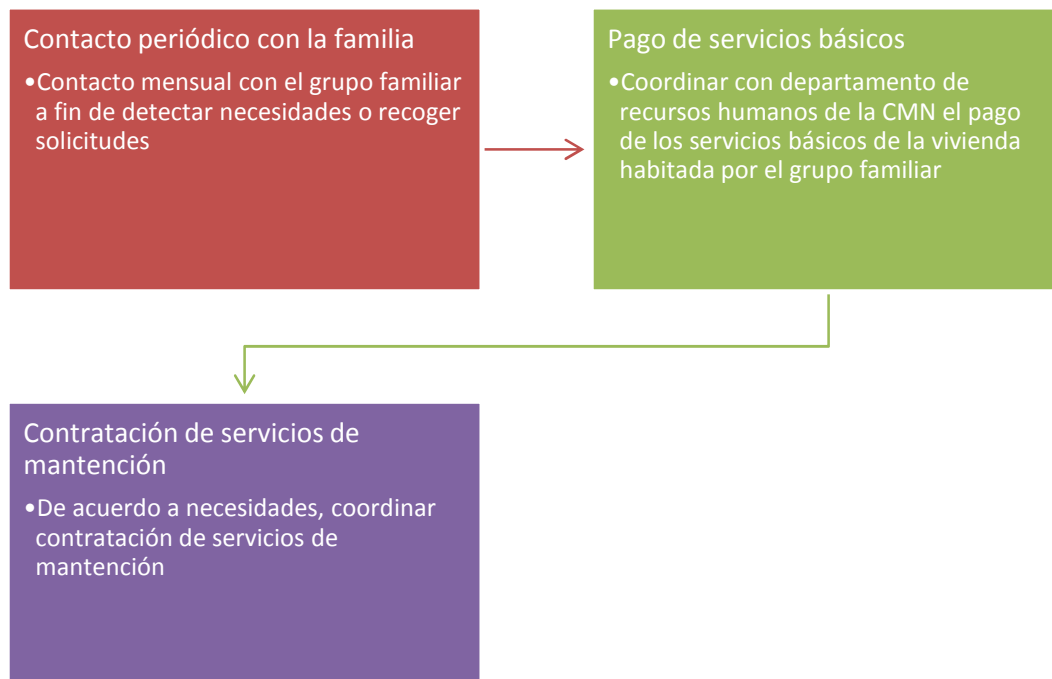 Contacto periódico con la familia
•Contacto mensual con el grupo familiar
a fin de detectar necesidades o recoger
solicitudes
Pago de servicios básicos
•Coordinar con departamento de
recursos humanos de la CMN el pago
de los servicios básicos de la vivienda
habitada por el grupo familiar
Contratación de servicios de
mantención
•De acuerdo a necesidades, coordinar
contratación de servicios de
mantención